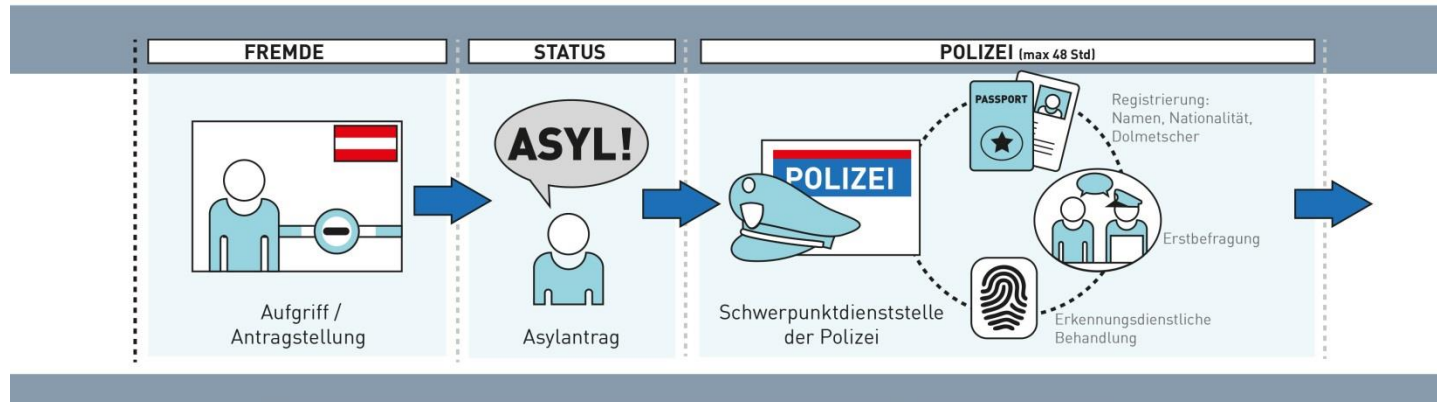 FREMDE
STATUS
POLIZEI (max 48 Std)
ASYL!
POLIZEI
PASSPORT
Registrierung:
Namen, Nationalität,
Dolmetscher
Erstbefragung
Erkennungsdienstliche
Behandlung
Aufgriff /
Antragstellung
Asylantrag
Schwerpunktdienststelle
der Polizei